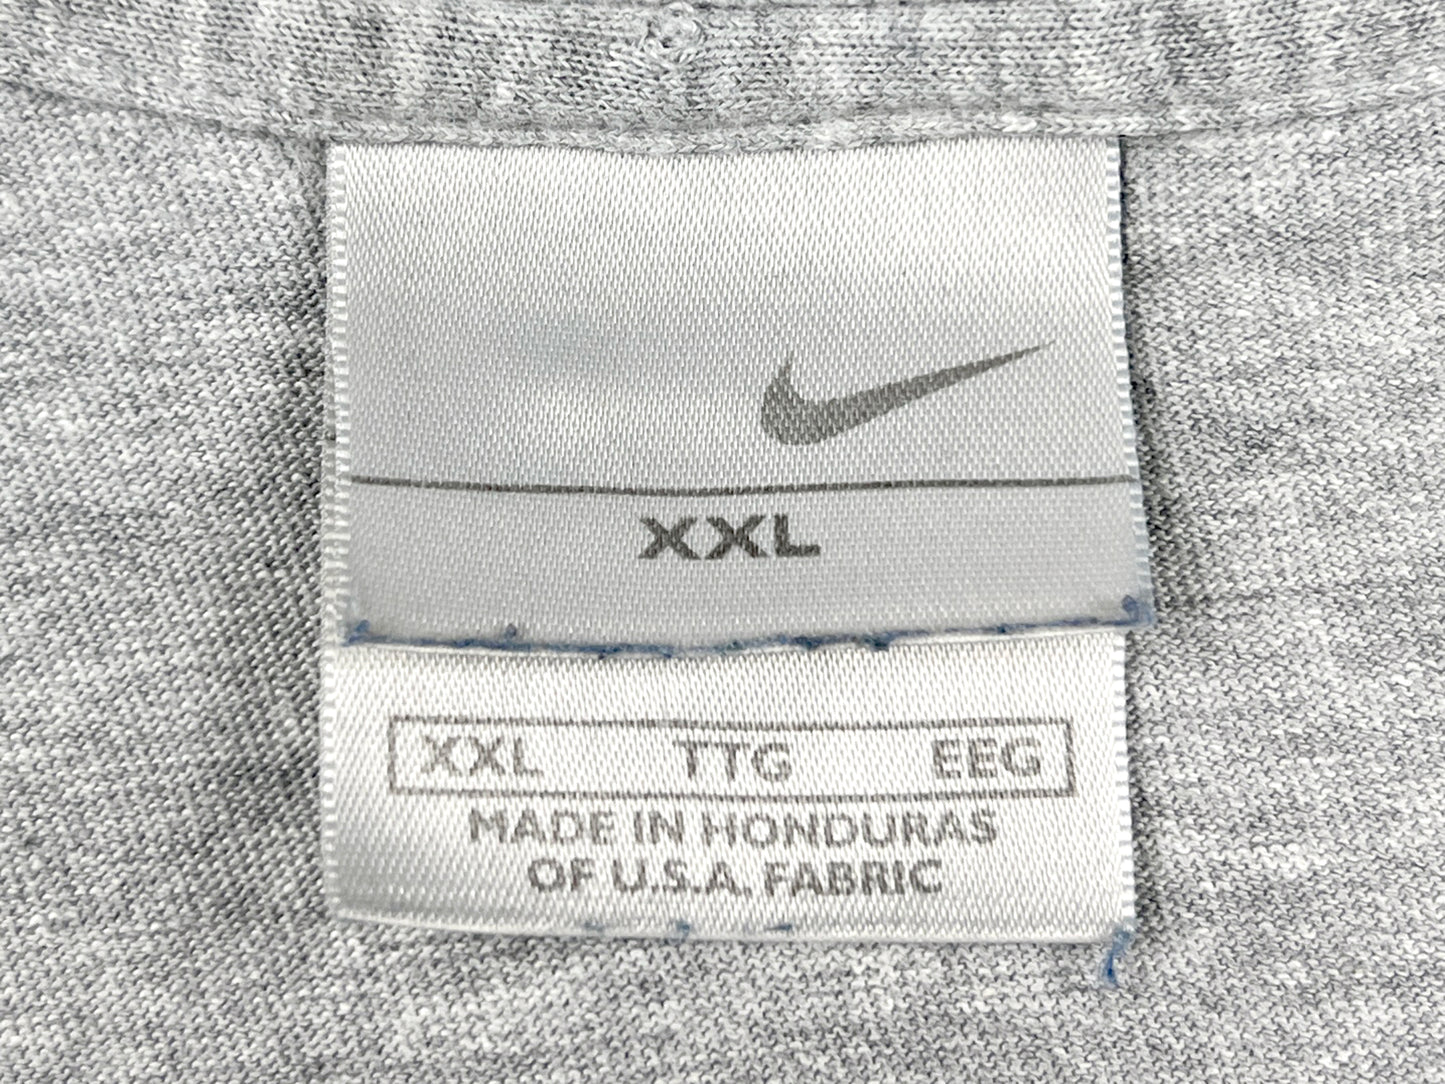 XXL
XXL TTG EEG
MADE IN HONDURAS
OF U.S.A. FABRIC